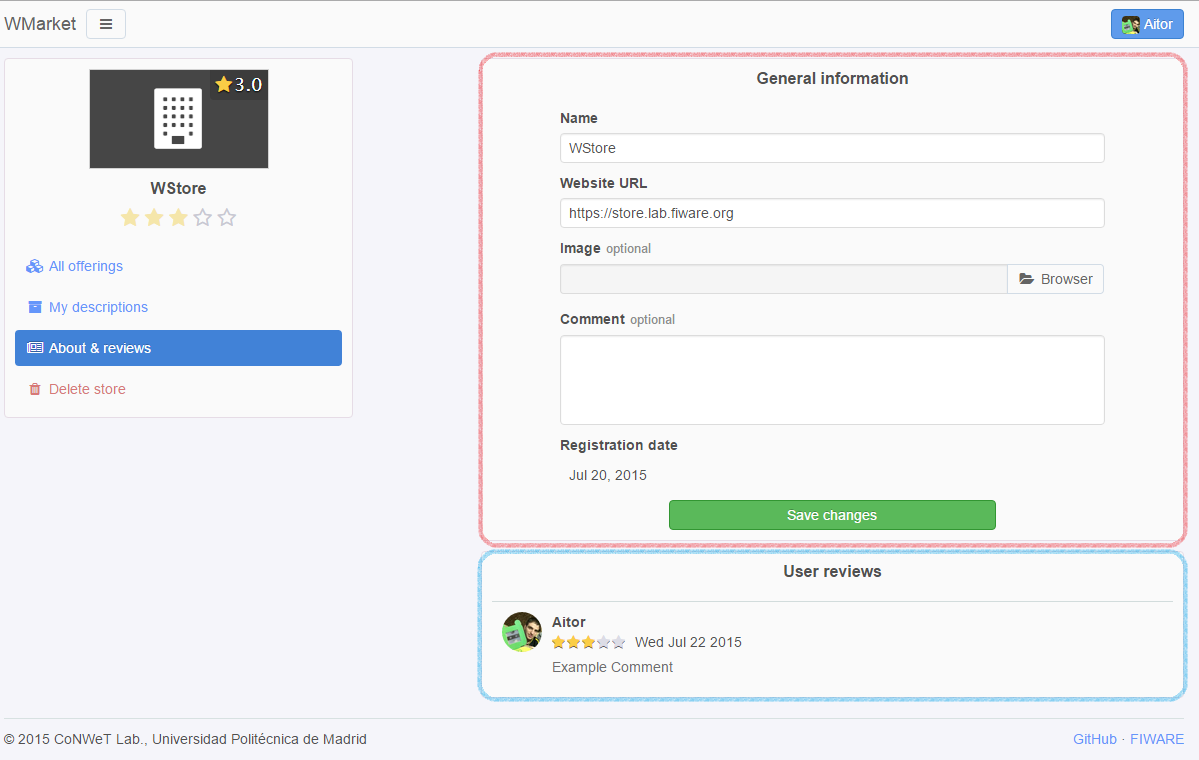 WMarket
Aitor
3.0
WStore
All offerings
My descriptions
About & reviews
Delete store
General information
Name
WStore
Website URL
https://store.lab.fiware.org
Image optional
Browser
Comment optional
Registration date
Jul 20, 2015
Save changes
User reviews
Aitor
Wed Jul 22 2015
Example Comment
© 2015 CoNWeT Lab., Universidad Politécnica de Madrid
GitHub · FIWARE